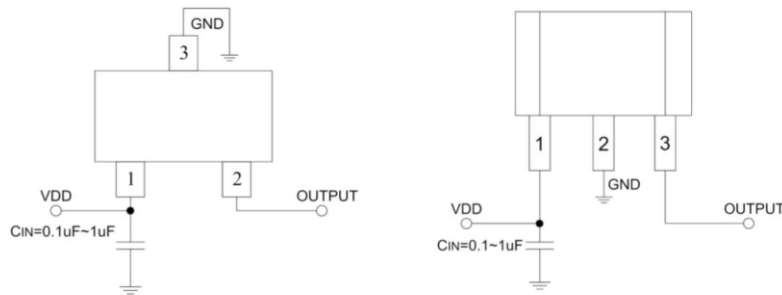 GND
3
1
2
VDD
OUTPUT
CIN=0.1uF~1uF
1
2
3
GND
VDD
OUTPUT
CIN=0.1~1uF